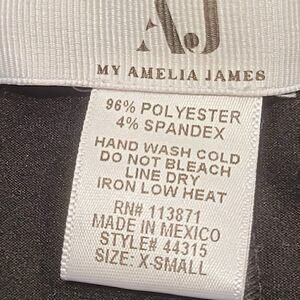 AJ
MY AMELIA JAMES
96% POLYESTER
4% SPANDEX
HAND WASH COLD
DO NOT BLEACH
LINE DRY
IRON LOW HEAT
RN# 113871
MADE IN MEXICO
STYLE# 44315
SIZE: X-SMALL